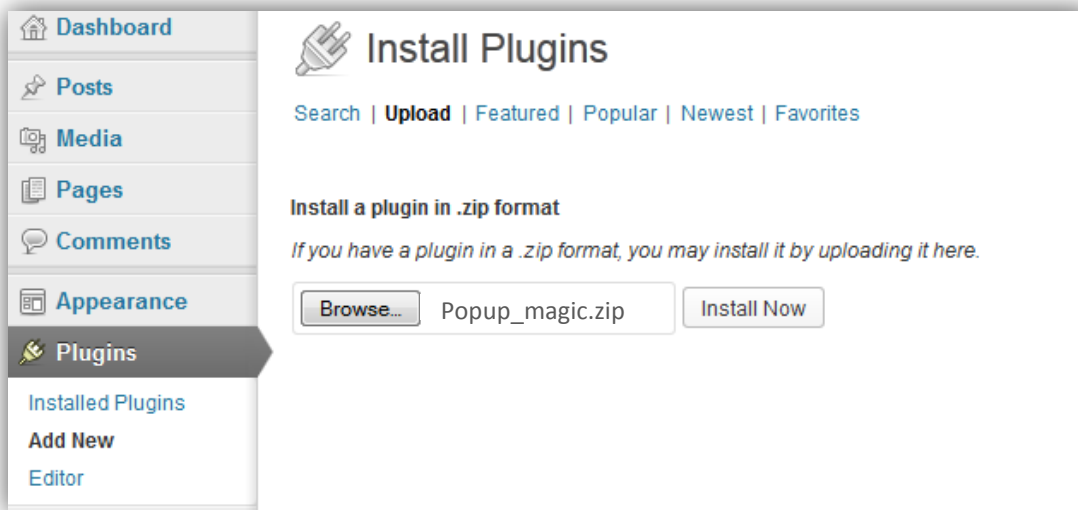 Dashboard
Posts
Media
Pages
Comments
Appearance
Plugins
Installed Plugins
Add New
Editor
Install Plugins
Search | Upload | Featured | Popular | Newest | Favorites
Install a plugin in .zip format
If you have a plugin in a .zip format, you may install it by uploading it here.
Browse... Popup_magic.zip Install Now